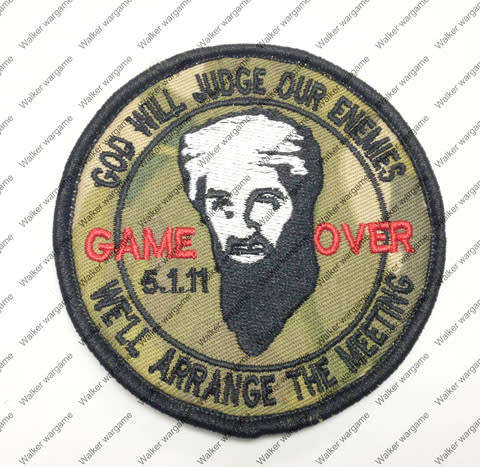 GOD WILL JUDGE OUR ENEMIES
GAME OVER
5.1.11
WE'LL ARRANGE THE MEETING
Walker wargame